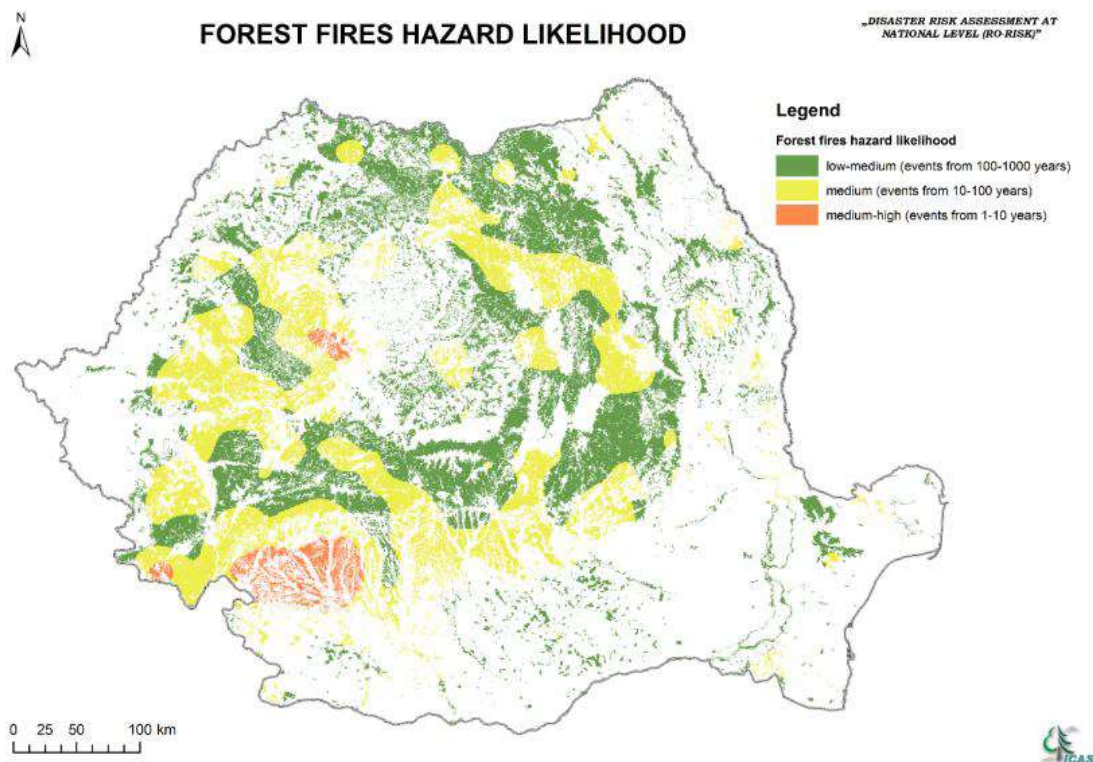 N
FOREST FIRES HAZARD LIKELIHOOD
„DISASTER RISK ASSESSMENT AT
NATIONAL LEVEL (RO-RISK)”
Legend
Forest fires hazard likelihood
low-medium (events from 100-1000 years)
medium (events from 10-100 years)
medium-high (events from 1-10 years)
0 25 50 100 km
ICAS